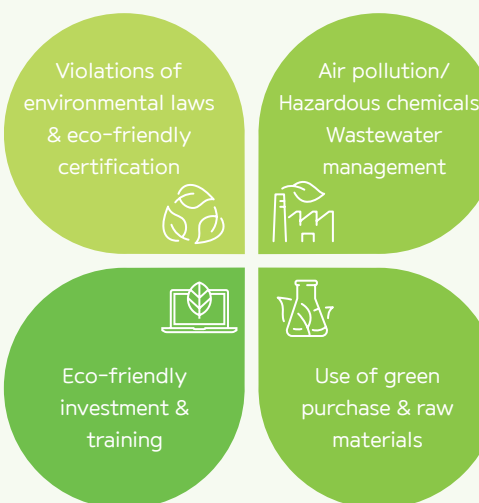 Violations of
environmental laws
& eco-friendly
certification
Air pollution/
Hazardous chemicals
Wastewater
management
Eco-friendly
investment &
training
Use of green
purchase & raw
materials